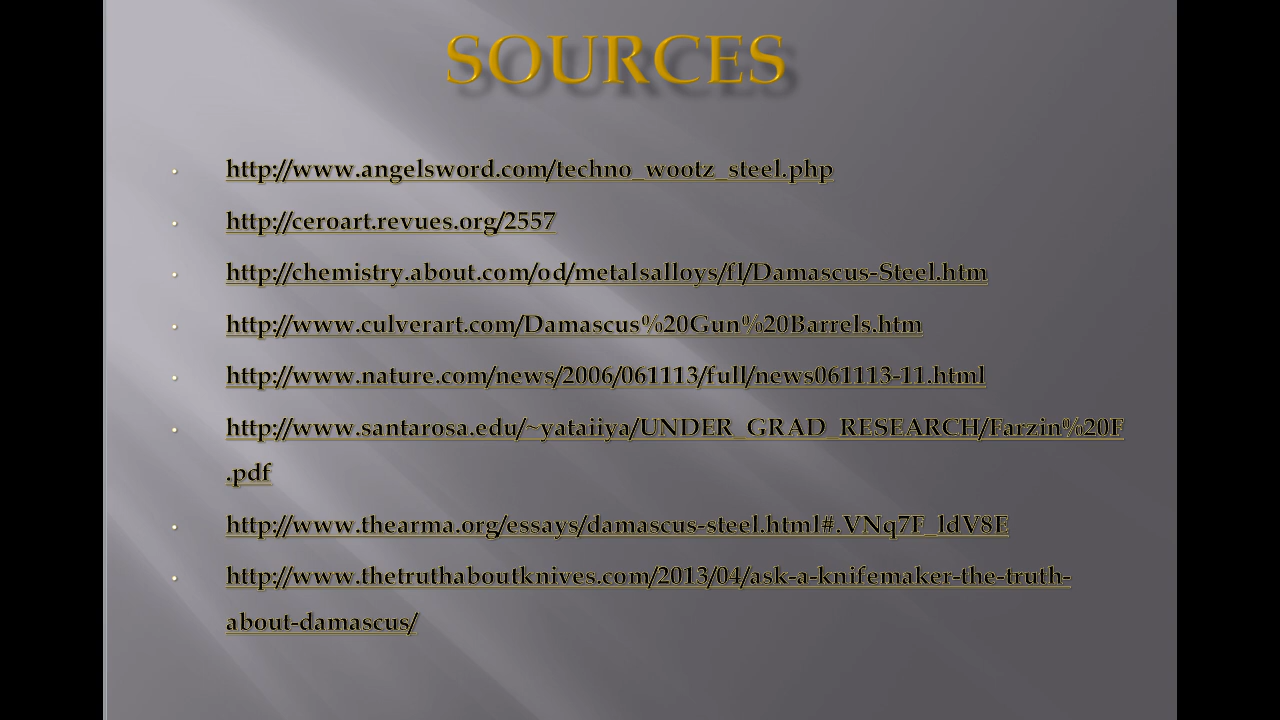 SOURCES
http://www.angelsword.com/techno_wootz_steel.php
http://ceroart.revues.org/2557
http://chemistry.about.com/od/metalsalloys/fl/Damascus-Steel.htm
http://www.culverart.com/Damascus%20Gun%20Barrels.htm
http://www.nature.com/news/2006/061113/full/news061113-11.html
http://www.santarosa.edu/~yataiiya/UNDER_GRAD_RESEARCH/Farzin%20F
.pdf
http://www.thearma.org/essays/damascus-steel.html#.VNq7F_ldV8E
http://www.thetruthaboutknives.com/2013/04/ask-a-knifemaker-the-truth-
about-damascus/